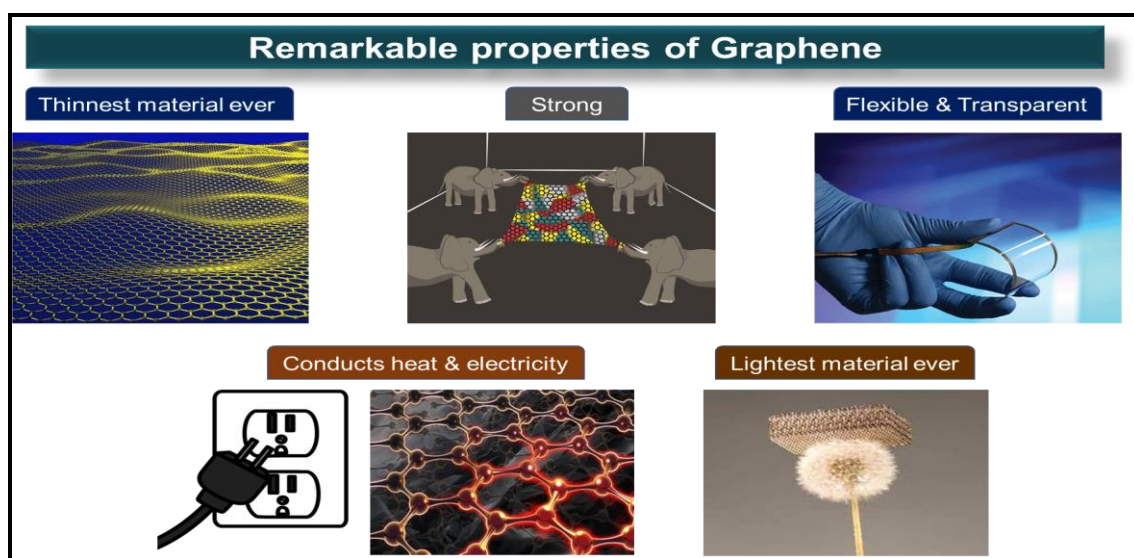 Remarkable properties of Graphene
Thinnest material ever
Strong
Flexible & Transparent
Conducts heat & electricity
Lightest material ever